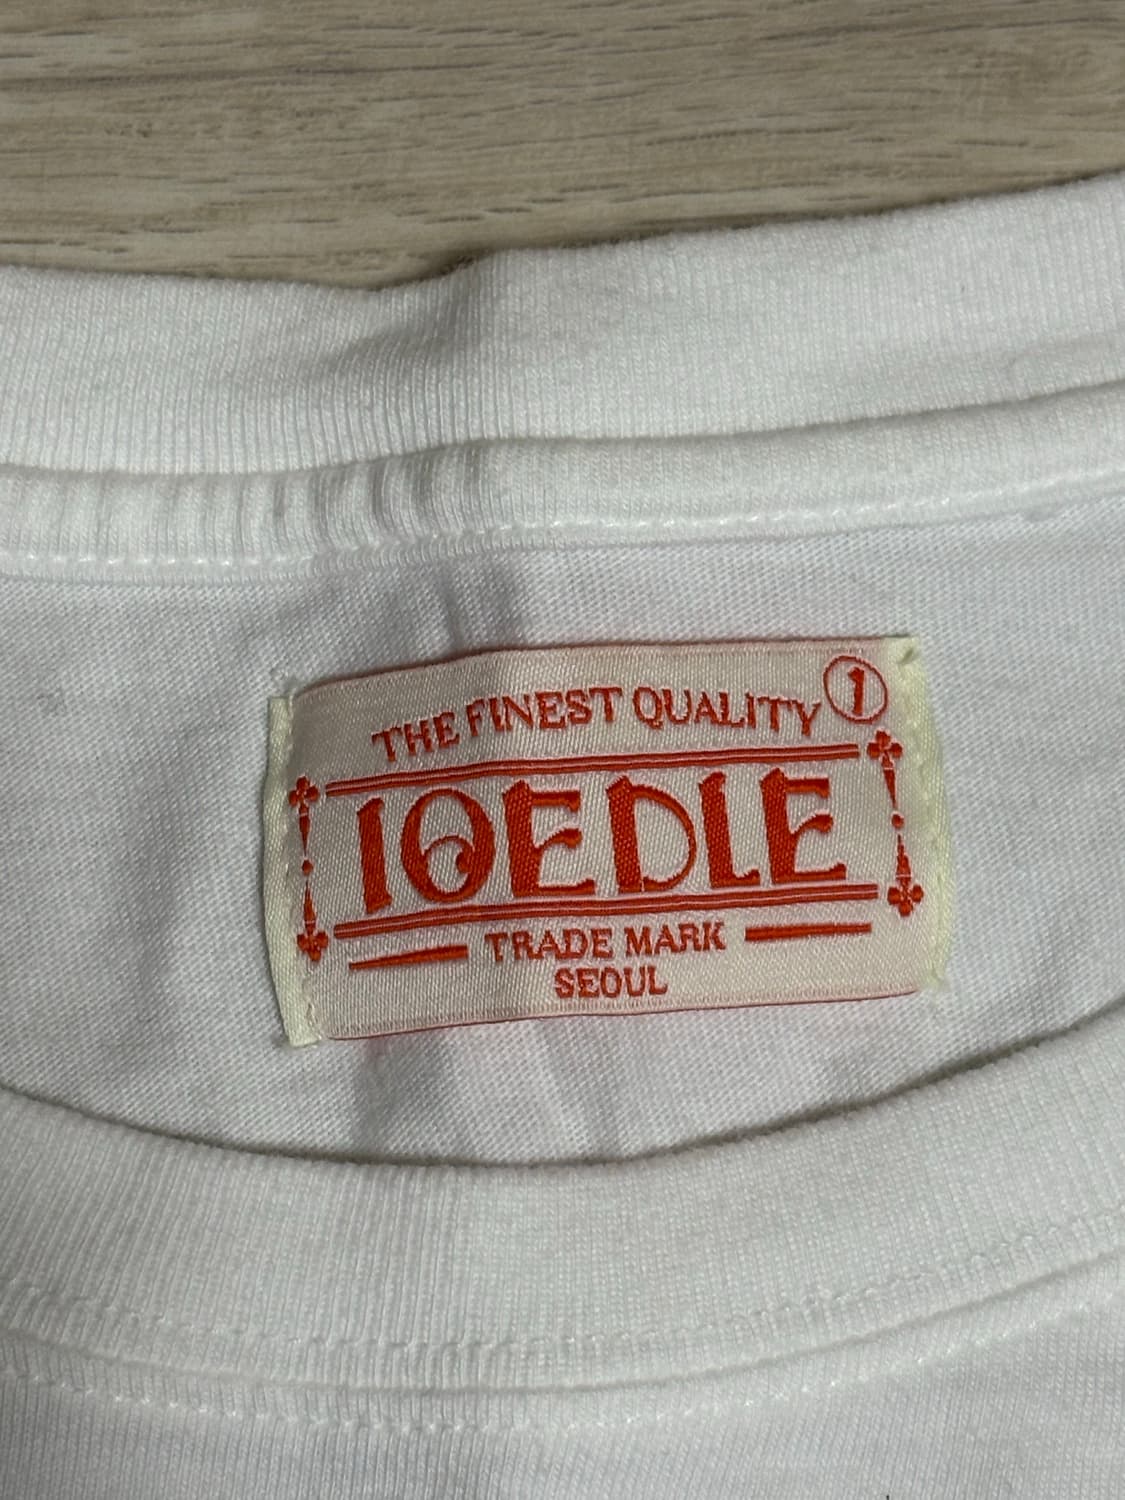 THE FINEST QUALITY 1
IOEDLE
TRADE MARK
SEOUL